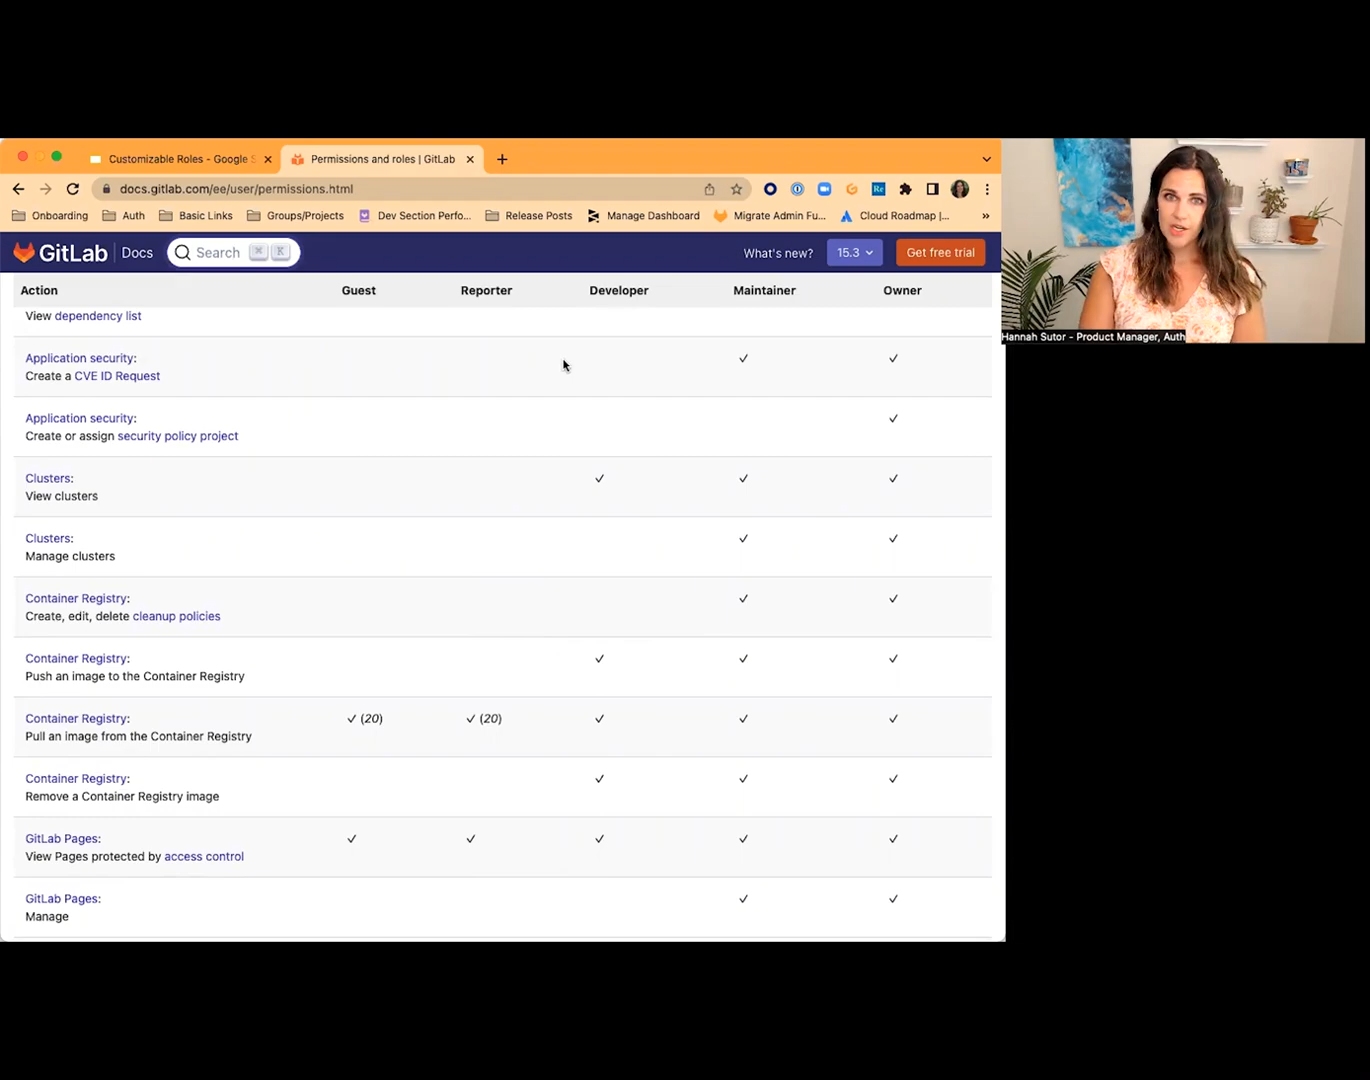 Customizable Roles - Google S
Permissions and roles | GitLab
docs.gitlab.com/ee/user/permissions.html
Re
Onboarding
Auth
Basic Links
Groups/Projects
Dev Section Perfo...
Release Posts
Manage Dashboard
Migrate Admin Fu...
Cloud Roadmap |...
»
GitLab
Docs
Search ⌘ K
What's new?
15.3
Get free trial
Action Guest Reporter Developer Maintainer Owner
View dependency list
Application security: ✓ ✓
Create a CVE ID Request
Application security: ✓
Create or assign security policy project
Clusters: ✓ ✓ ✓
View clusters
Clusters: ✓ ✓
Manage clusters
Container Registry: ✓ ✓
Create, edit, delete cleanup policies
Container Registry: ✓ ✓ ✓
Push an image to the Container Registry
Container Registry: ✓ (20) ✓ (20) ✓ ✓ ✓
Pull an image from the Container Registry
Container Registry: ✓ ✓ ✓
Remove a Container Registry image
GitLab Pages: ✓ ✓ ✓ ✓ ✓
View Pages protected by access control
GitLab Pages: ✓ ✓
Manage
Hannah Sutor - Product Manager, Auth